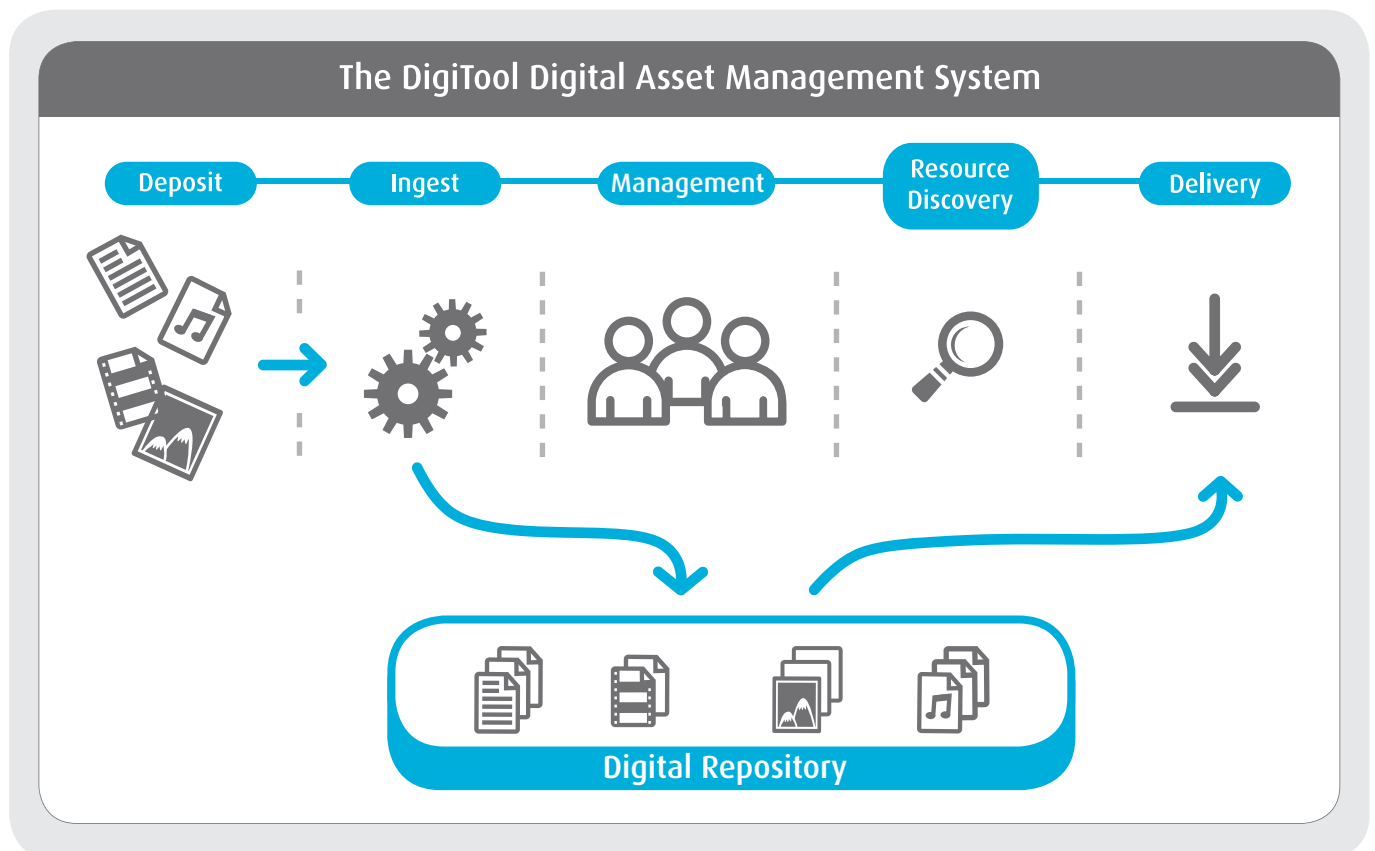 The DigiTool Digital Asset Management System
Deposit
Ingest
Management
Resource
Discovery
Delivery
Digital Repository